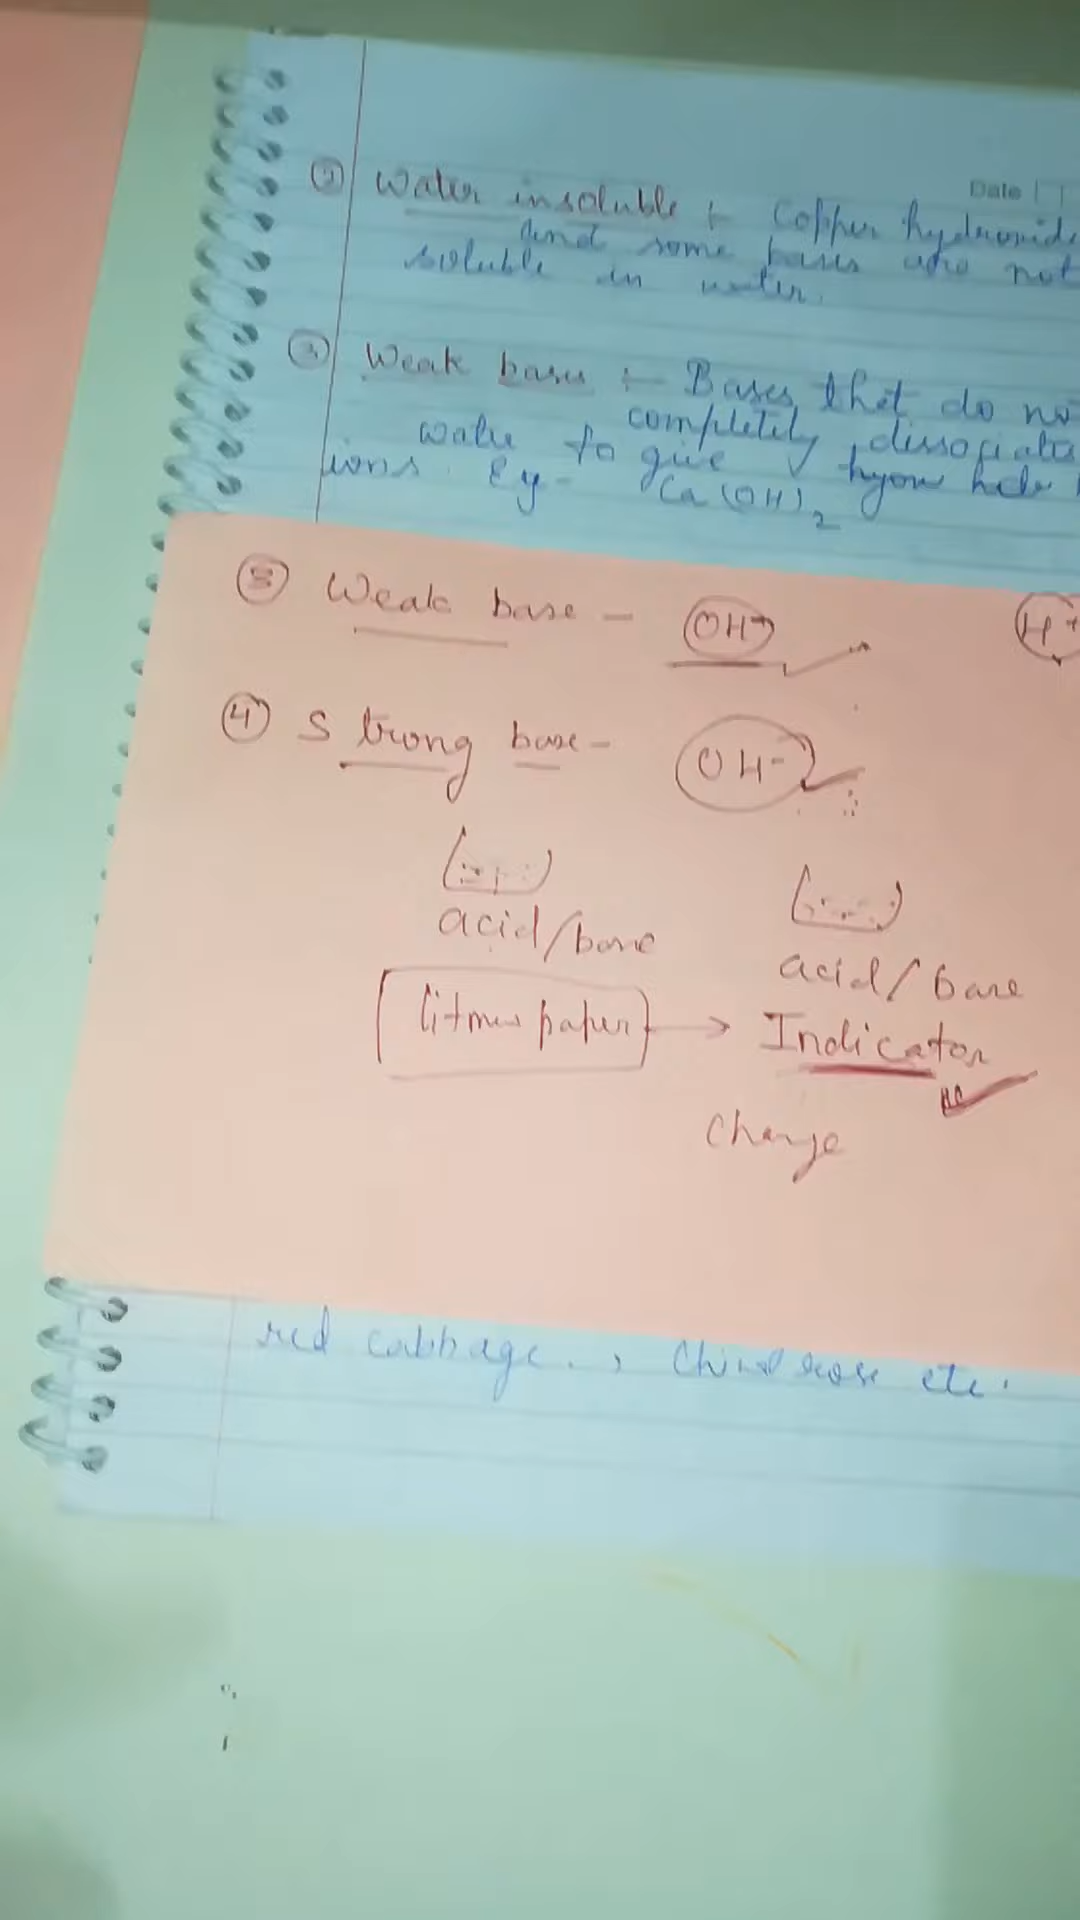 Date
② Water insoluble :- Copper hydroxide
and some bases are not
soluble in water.
③ Weak bases :- Bases that do not
completely dissociate
water to give
ions. Eg- Ca(OH)2
③ Weak base - OH-
H+
④ Strong base - OH-
acid/base
acid/base
litmus paper → Indicator
change
red cabbage., China rose etc.